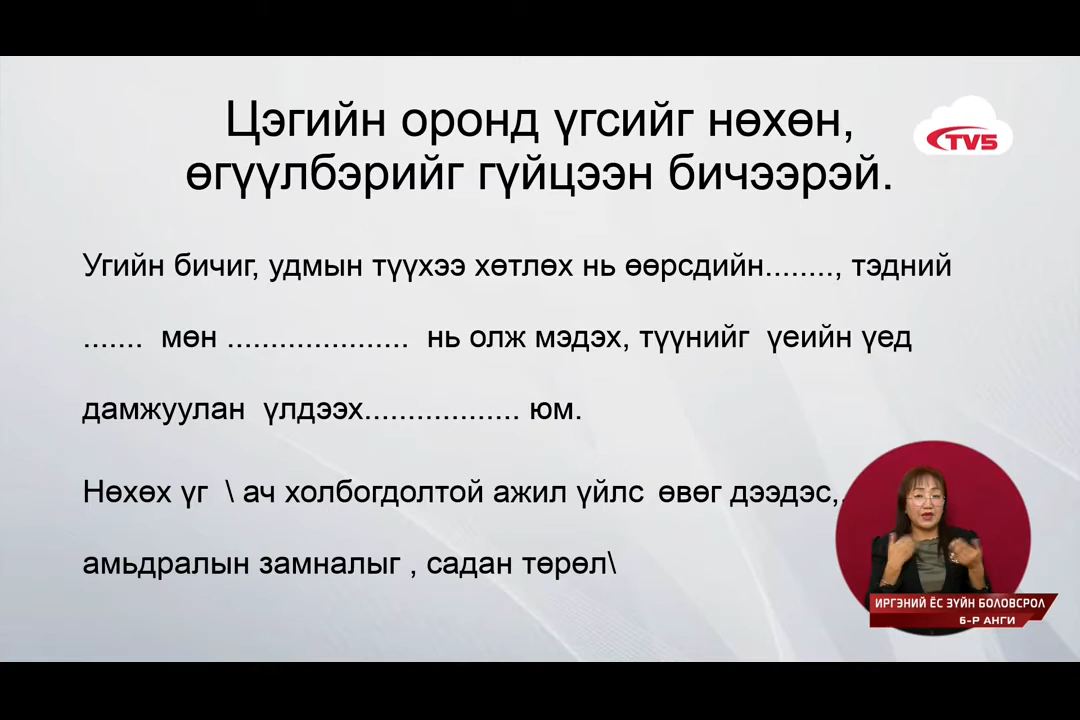 Цэгийн оронд үгсийг нөхөн,
өгүүлбэрийг гүйцээн бичээрэй.
TV5
Угийн бичиг, удмын түүхээ хөтлөх нь өөрсдийн........, тэдний
....... мөн ..................... нь олж мэдэх, түүнийг үеийн үед
дамжуулан үлдээх.................. юм.
Нөхөх үг \ ач холбогдолтой ажил үйлс өвөг дээдэс,.
амьдралын замналыг , садан төрөл\
ИРГЭНИЙ ЁС ЗҮЙН БОЛОВСРОЛ
6-Р АНГИ